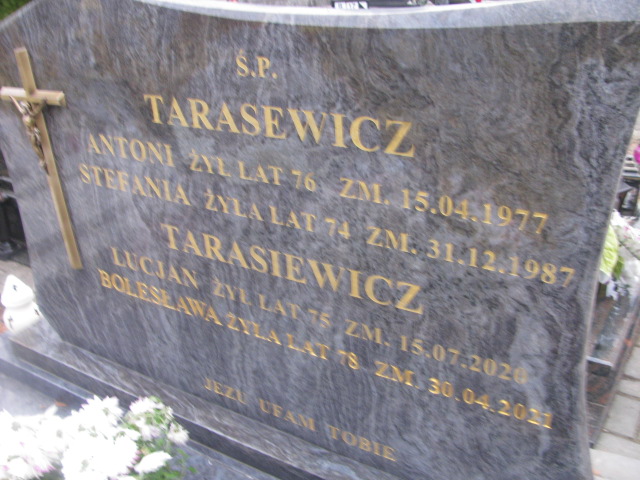 Ś.P.
TARASEWICZ
ANTONI ŻYŁ LAT 76 ZM. 15.04.1977
STEFANIA ŻYŁA LAT 74 ZM. 31.12.1987
TARASIEWICZ
LUCJAN ŻYŁ LAT 75 ZM. 15.07.2020
BOLESŁAWA ŻYŁA LAT 78 ZM 30.04.2021
JEZU UFAM TOBIE